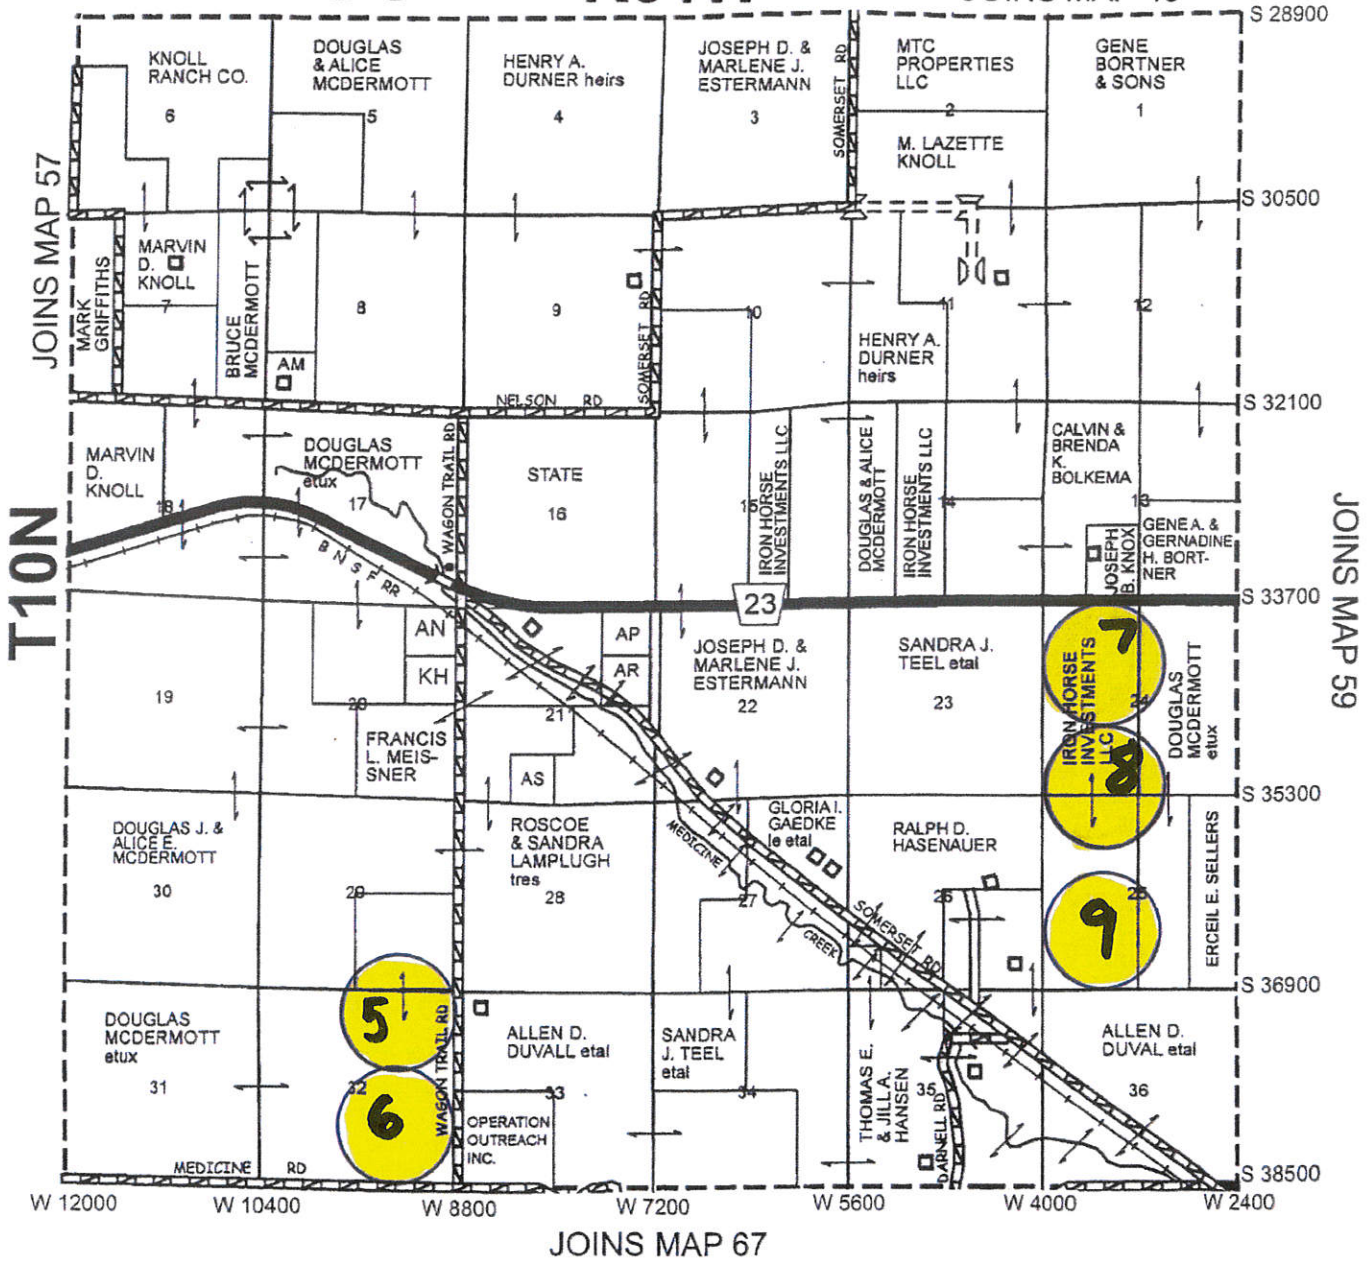 S 28900
KNOLL
RANCH CO.
6
DOUGLAS
& ALICE
MCDERMOTT
5
HENRY A.
DURNER heirs
4
JOSEPH D. &
MARLENE J.
ESTERMANN
3
SOMERSET RD
MTC
PROPERTIES
LLC
2
M. LAZETTE
KNOLL
GENE
BORTNER
& SONS
1
JOINS MAP 57
S 30500
MARK
GRIFFITHS
MARVIN
D.
KNOLL
7
BRUCE
MCDERMOTT
AM
8
9
SOMERSET RD
10
HENRY A.
DURNER
heirs
11
12
NELSON RD
S 32100
T10N
MARVIN
D.
KNOLL
18
DOUGLAS
MCDERMOTT
etux
17
WAGON TRAIL RD
STATE
16
15
IRON HORSE
INVESTMENTS LLC
DOUGLAS & ALICE
MCDERMOTT
IRON HORSE
INVESTMENTS LLC
14
CALVIN &
BRENDA
K.
BOLKEMA
13
JOSEPH
B. KNOX
GENE A. &
GERNADINE
H. BORT-
NER
BNSF RR
23
S 33700
JOINS MAP 59
19
AN
KH
20
FRANCIS
L. MEIS-
SNER
21
AP
AR
AS
JOSEPH D. &
MARLENE J.
ESTERMANN
22
SANDRA J.
TEEL etal
23
IRON HORSE
INVESTMENTS
LLC
7
24
8
DOUGLAS
MCDERMOTT
etux
S 35300
DOUGLAS J. &
ALICE E.
MCDERMOTT
30
29
ROSCOE
& SANDRA
LAMPLUGH
tres
28
MEDICINE
CREEK
GLORIA I.
GAEDKE
le etal
27
RALPH D.
HASENAUER
26
SOMERSET RD
25
9
ERCEIL E. SELLERS
S 36900
DOUGLAS
MCDERMOTT
etux
31
5
32
6
WAGON TRAIL RD
ALLEN D.
DUVALL etal
33
OPERATION
OUTREACH
INC.
SANDRA
J. TEEL
etal
34
THOMAS E.
& JILL A.
HANSEN
35
DARNELL RD
ALLEN D.
DUVAL etal
36
MEDICINE RD
S 38500
W 12000 W 10400 W 8800 W 7200 W 5600 W 4000 W 2400
JOINS MAP 67